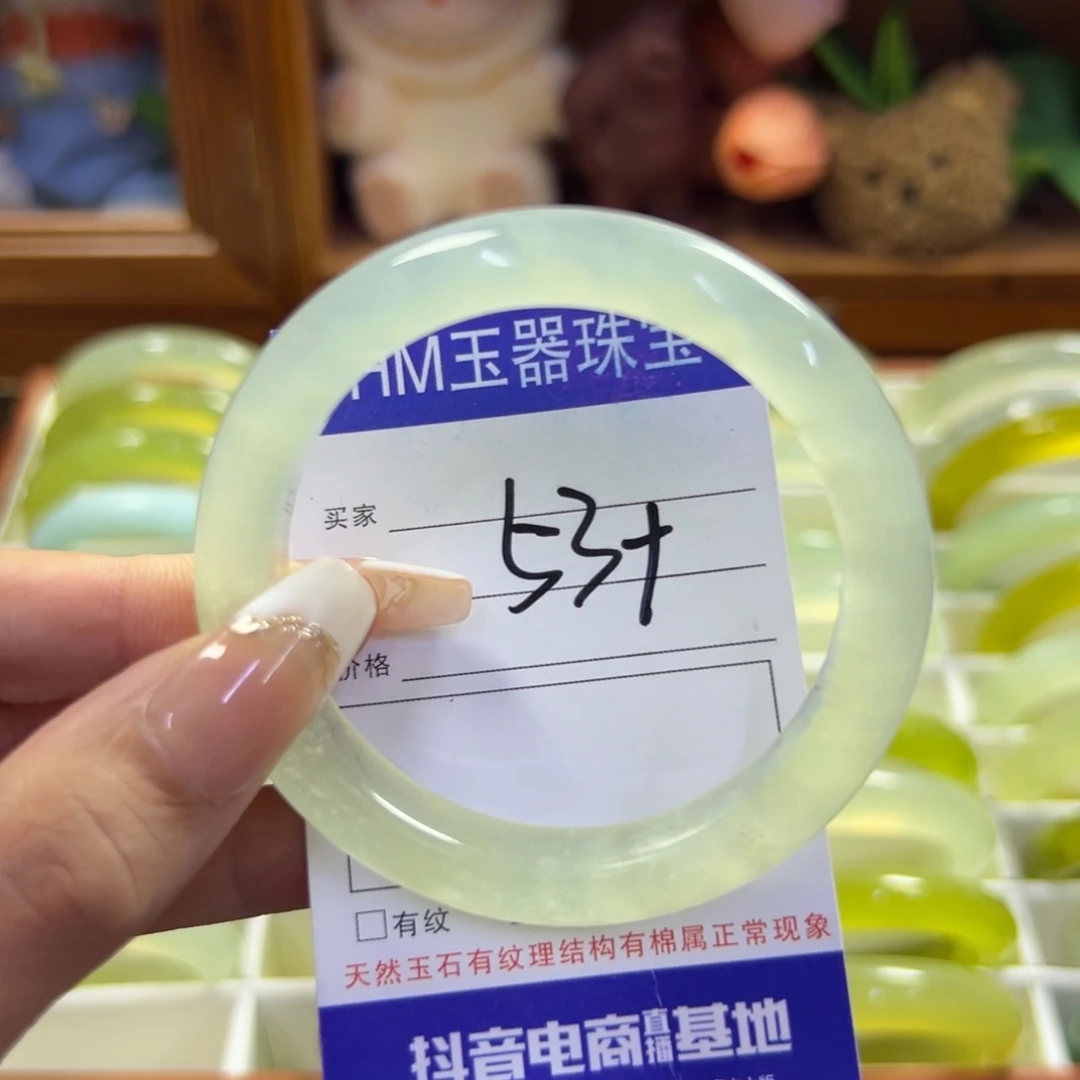 HM玉器珠宝
买家
53+
价格
有纹
天然玉石有纹理结构有棉属正常现象
抖音电商直播基地